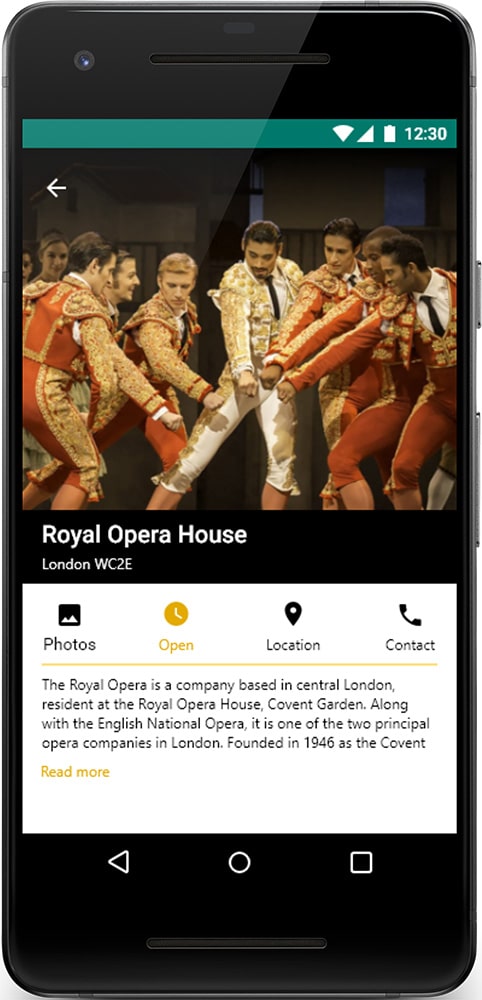 12:30
Royal Opera House
London WC2E
Photos
Open
Location
Contact
The Royal Opera is a company based in central London,
resident at the Royal Opera House, Covent Garden. Along
with the English National Opera, it is one of the two principal
opera companies in London. Founded in 1946 as the Covent
Read more